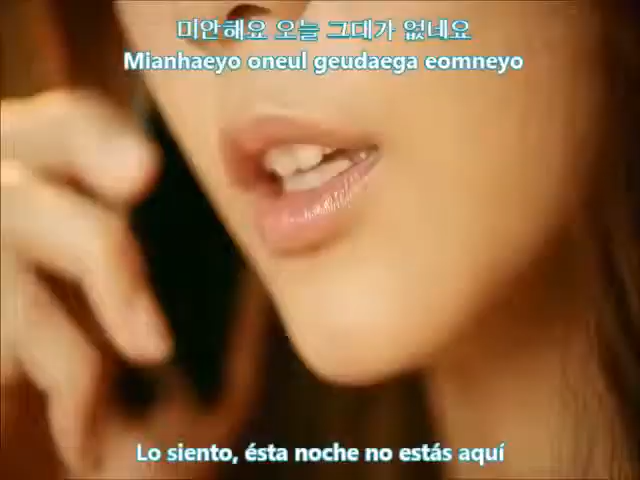 미안해요 오늘 그대가 없네요
Mianhaeyo oneul geudaega eomneyo
Lo siento, ésta noche no estás aquí